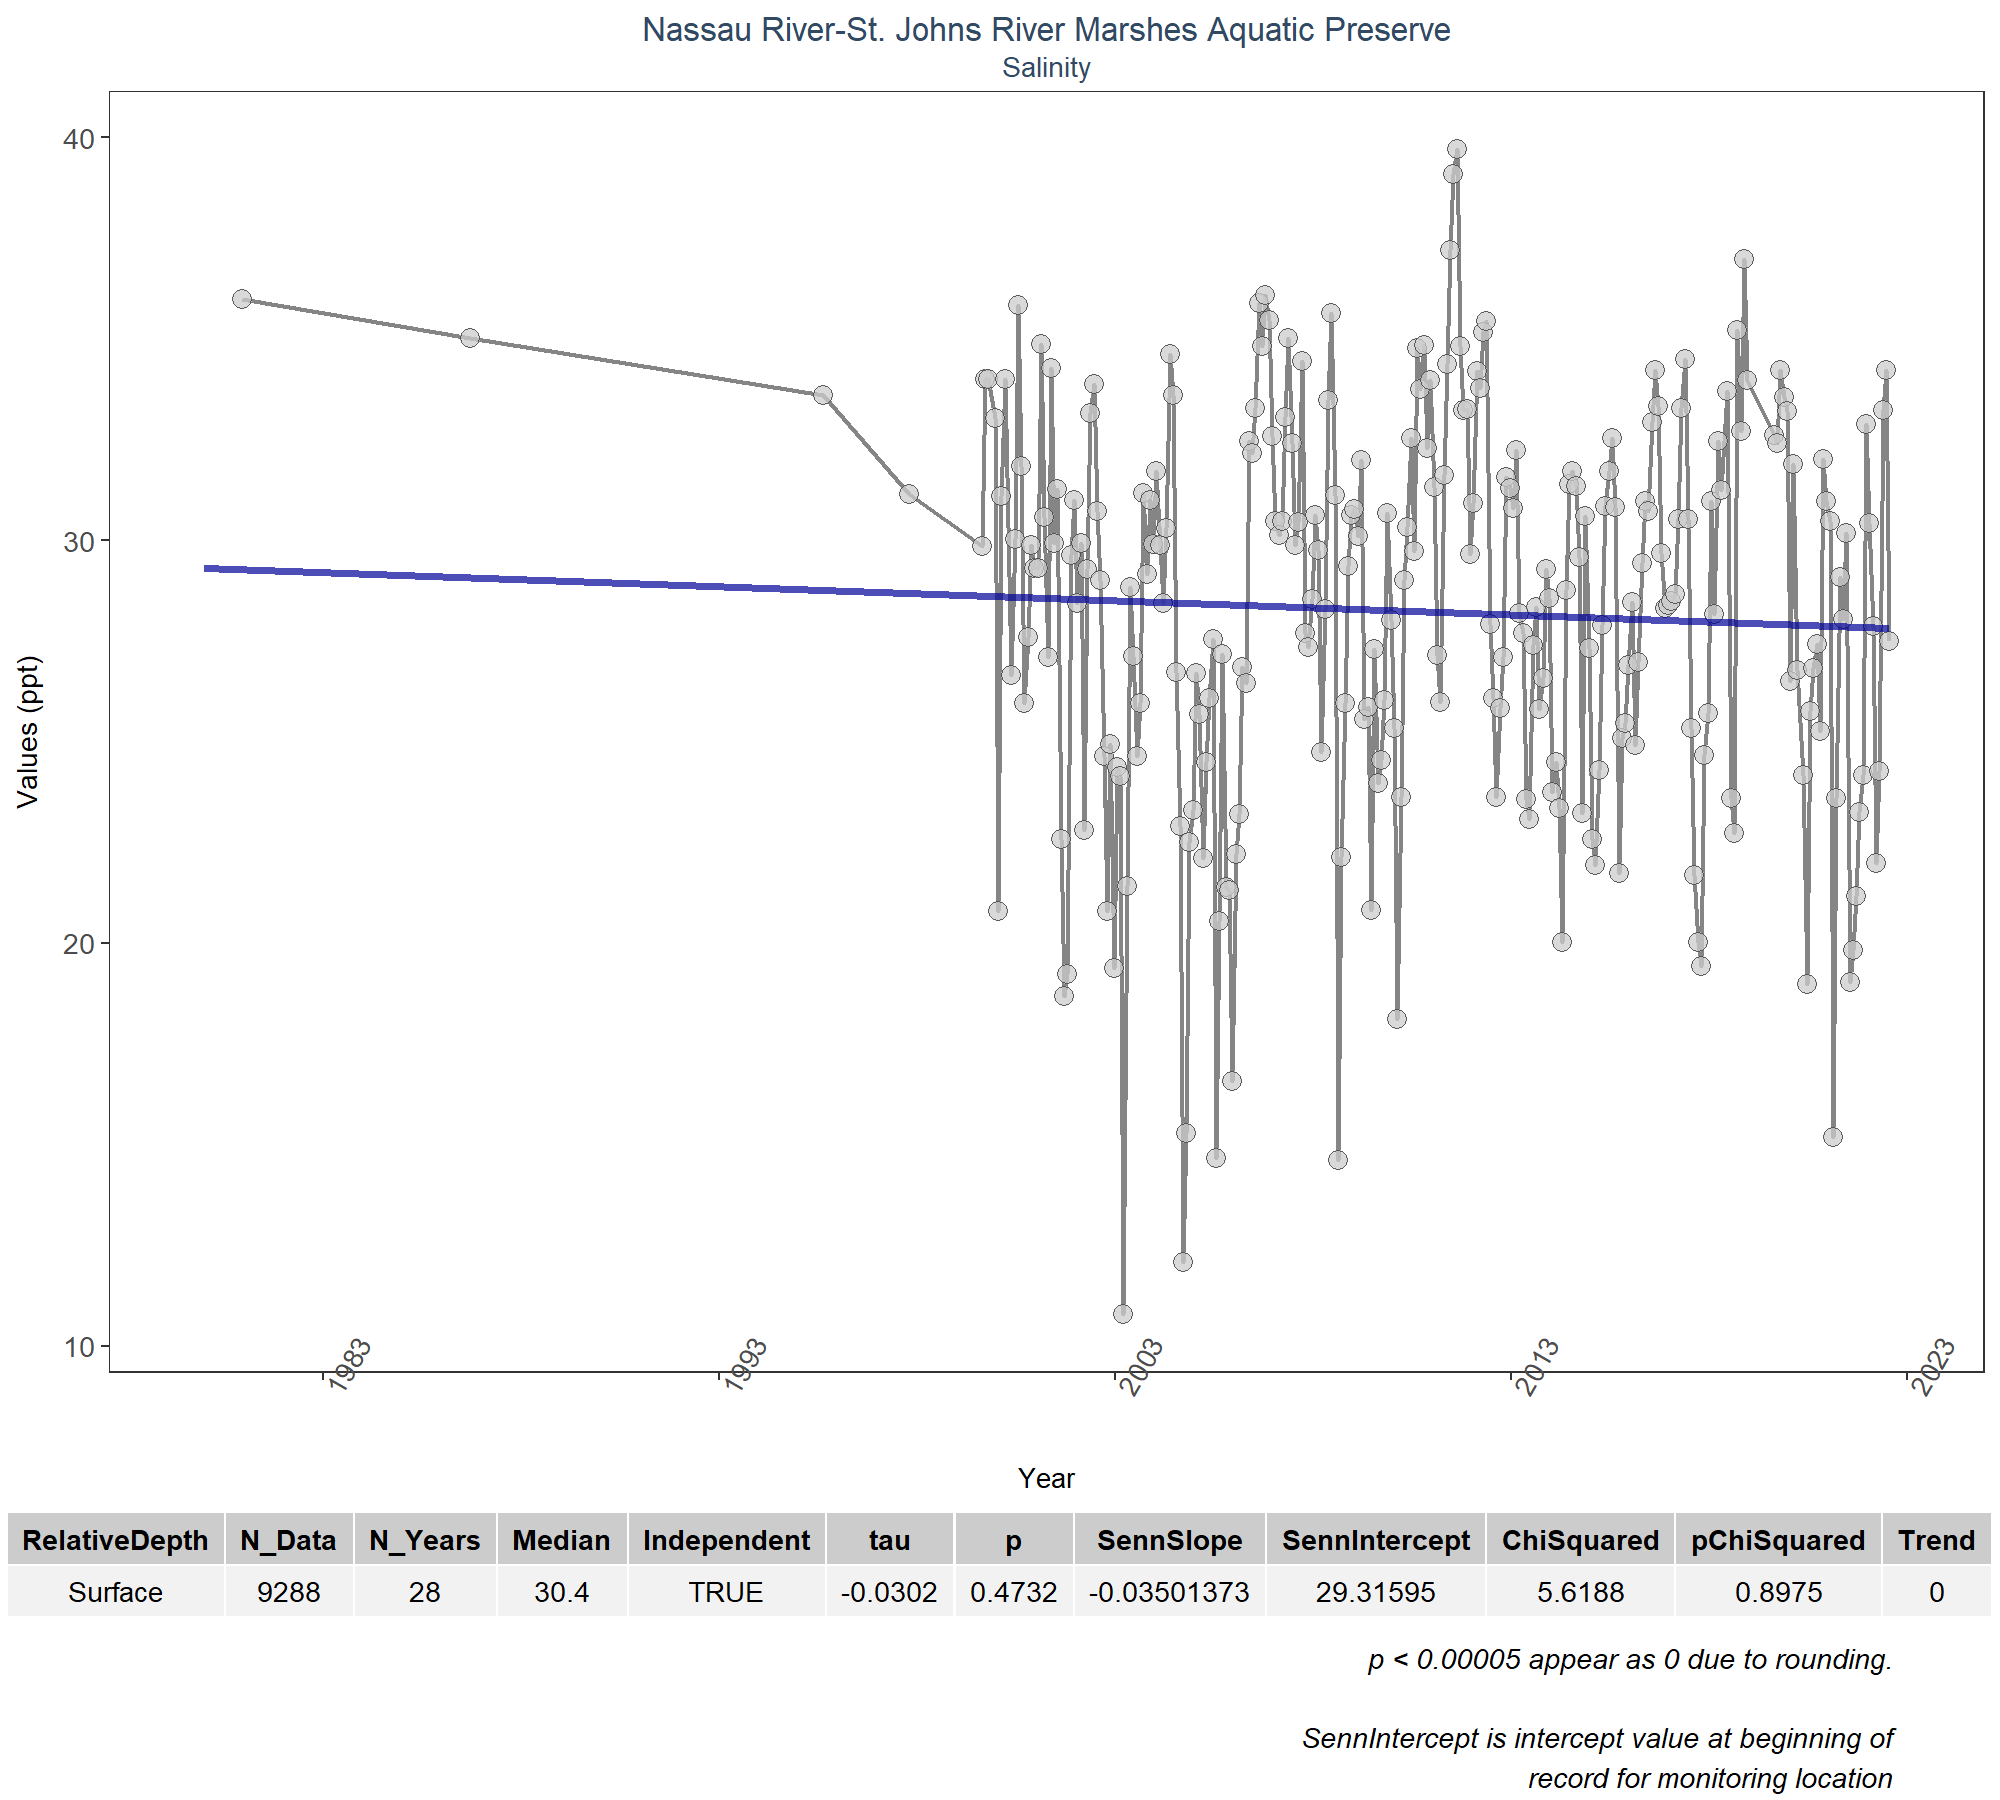 Nassau River-St. Johns River Marshes Aquatic Preserve
Salinity
40
30
20
10
Values (ppt)
1983 1993 2003 2013 2023
Year
RelativeDepth N_Data N_Years Median Independent tau p SennSlope SennIntercept ChiSquared pChiSquared Trend
Surface 9288 28 30.4 TRUE -0.0302 0.4732 -0.03501373 29.31595 5.6188 0.8975 0
p < 0.00005 appear as 0 due to rounding.
SennIntercept is intercept value at beginning of
record for monitoring location